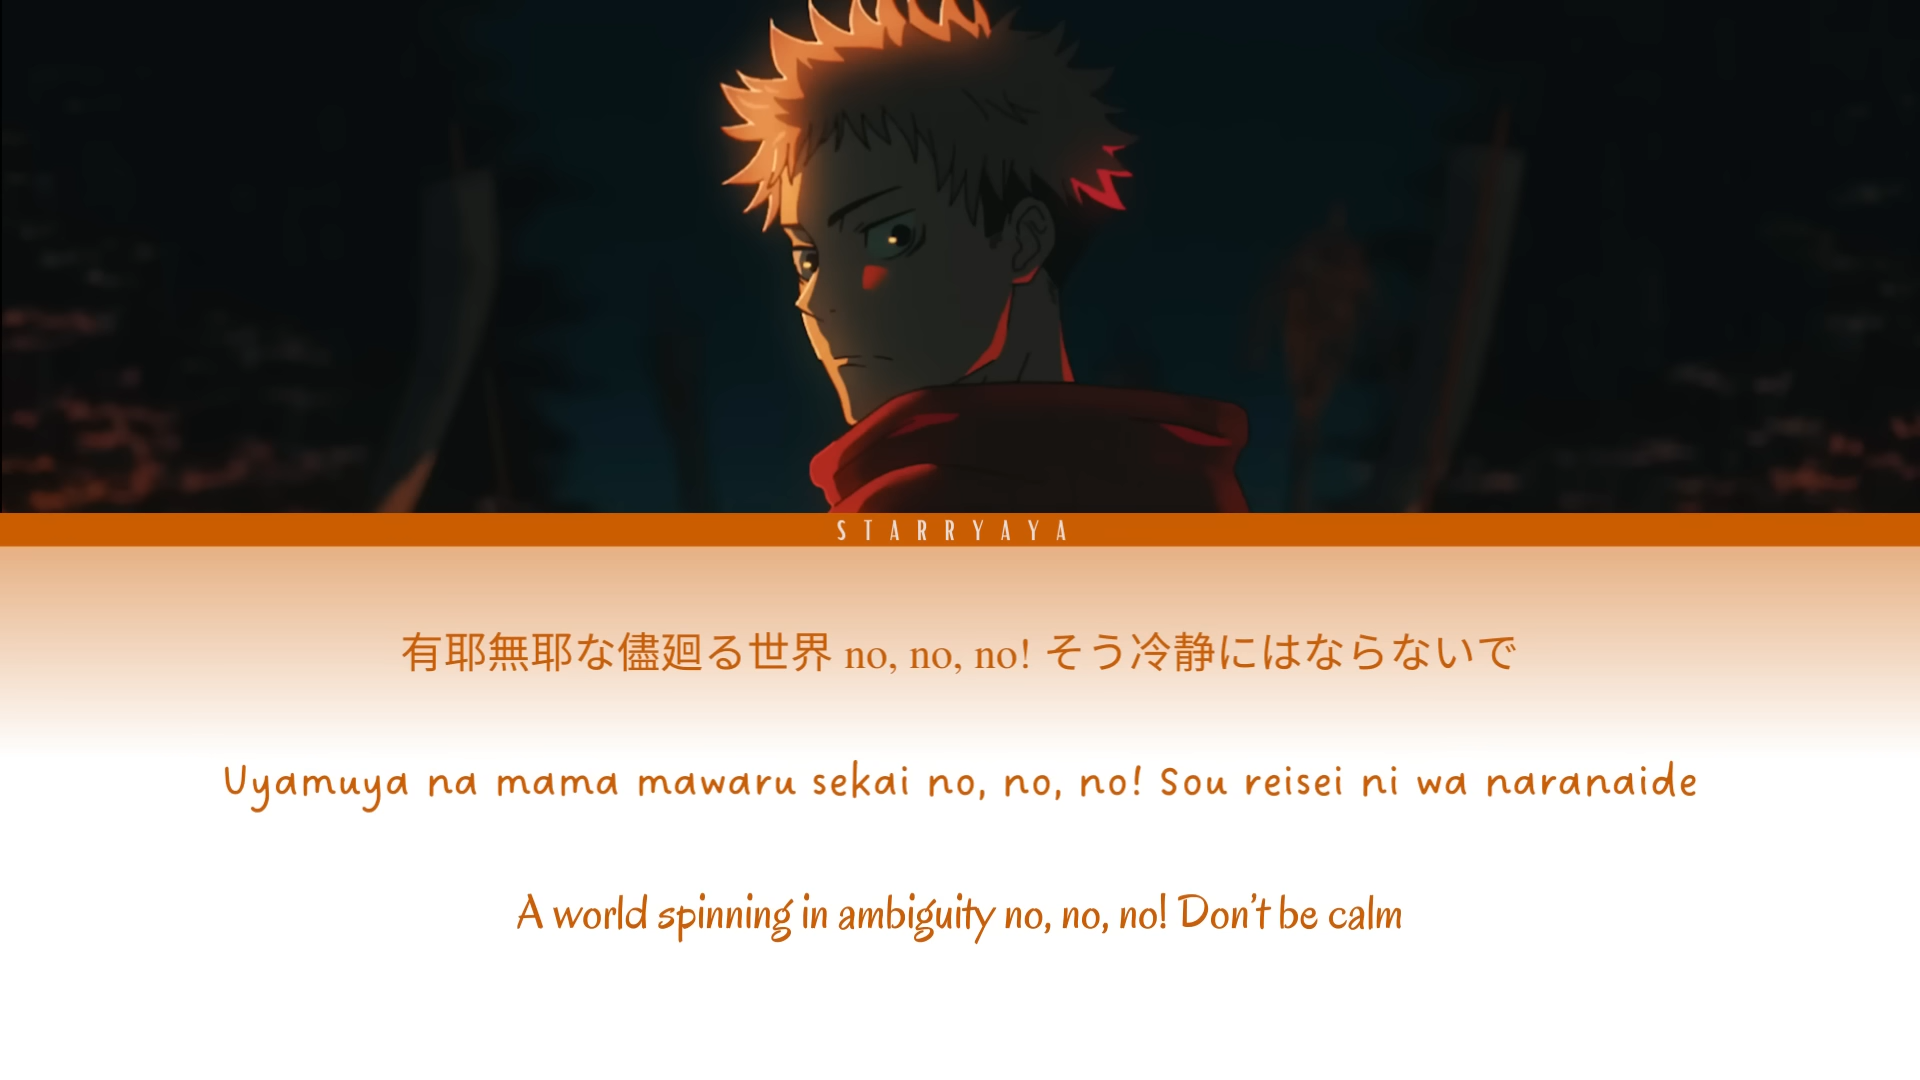 STARRYAYA
有耶無耶な儘廻る世界 no, no, no! そう冷静にはならないで
Uyamuya na mama mawaru sekai no, no, no! Sou reisei ni wa naranaide
A world spinning in ambiguity no, no, no! Don't be calm